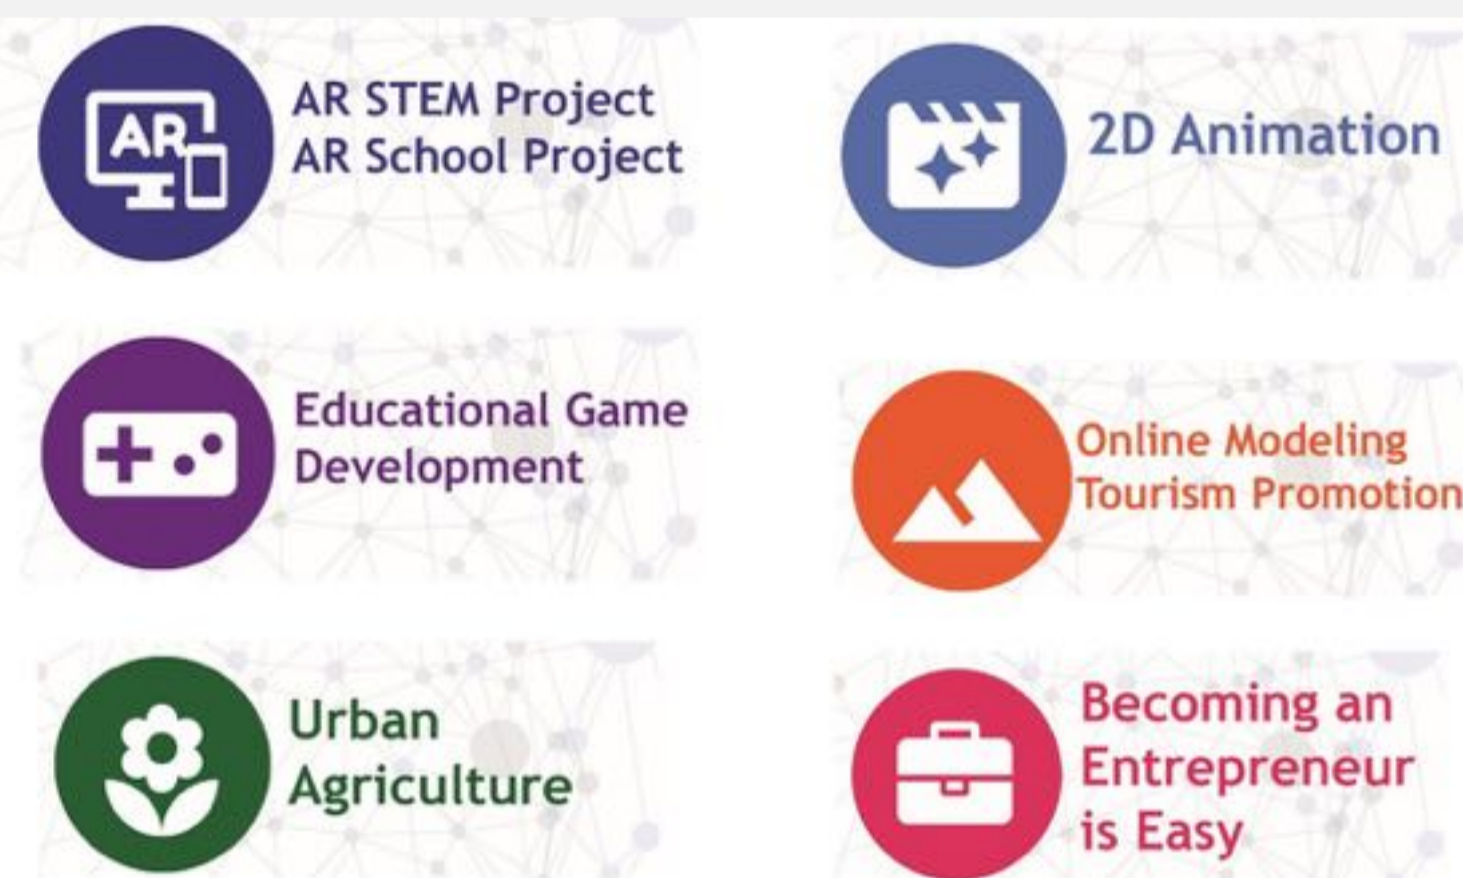 AR
AR STEM Project
AR School Project
2D Animation
Educational Game
Development
Online Modeling
Tourism Promotion
Urban
Agriculture
Becoming an
Entrepreneur
is Easy